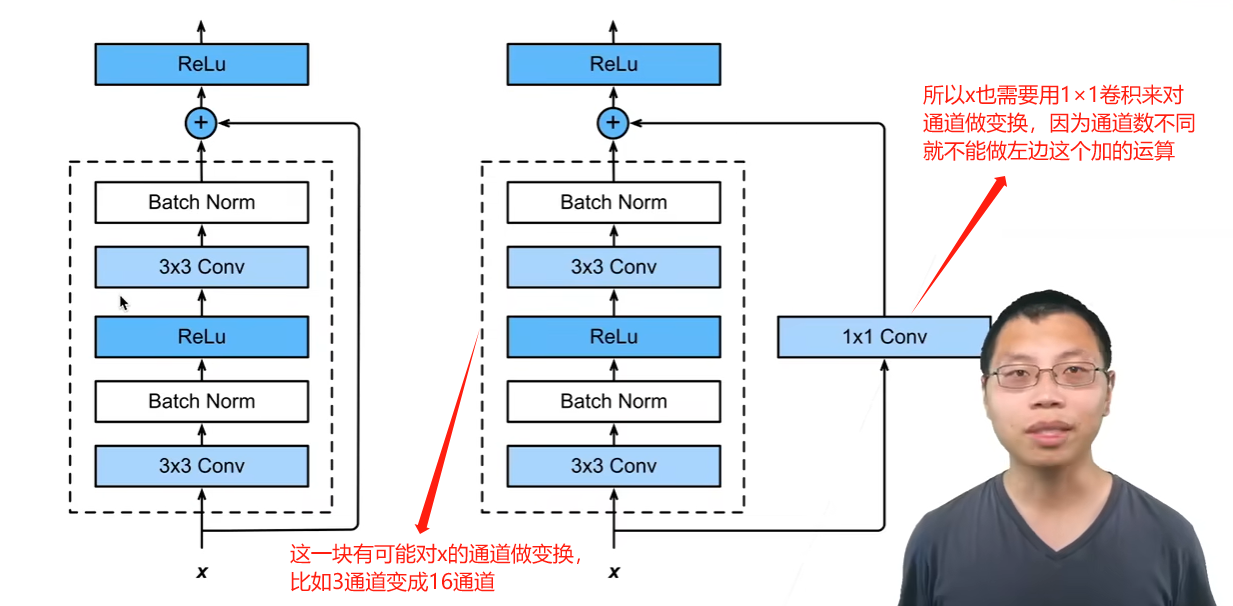 ReLu
+
Batch Norm
3x3 Conv
ReLu
Batch Norm
3x3 Conv
x
ReLu
+
Batch Norm
3x3 Conv
ReLu
Batch Norm
3x3 Conv
x
1x1 Conv
所以x也需要用1×1卷积来对
通道做变换，因为通道数不同
就不能做左边这个加的运算
这一块有可能对x的通道做变换，
比如3通道变成16通道